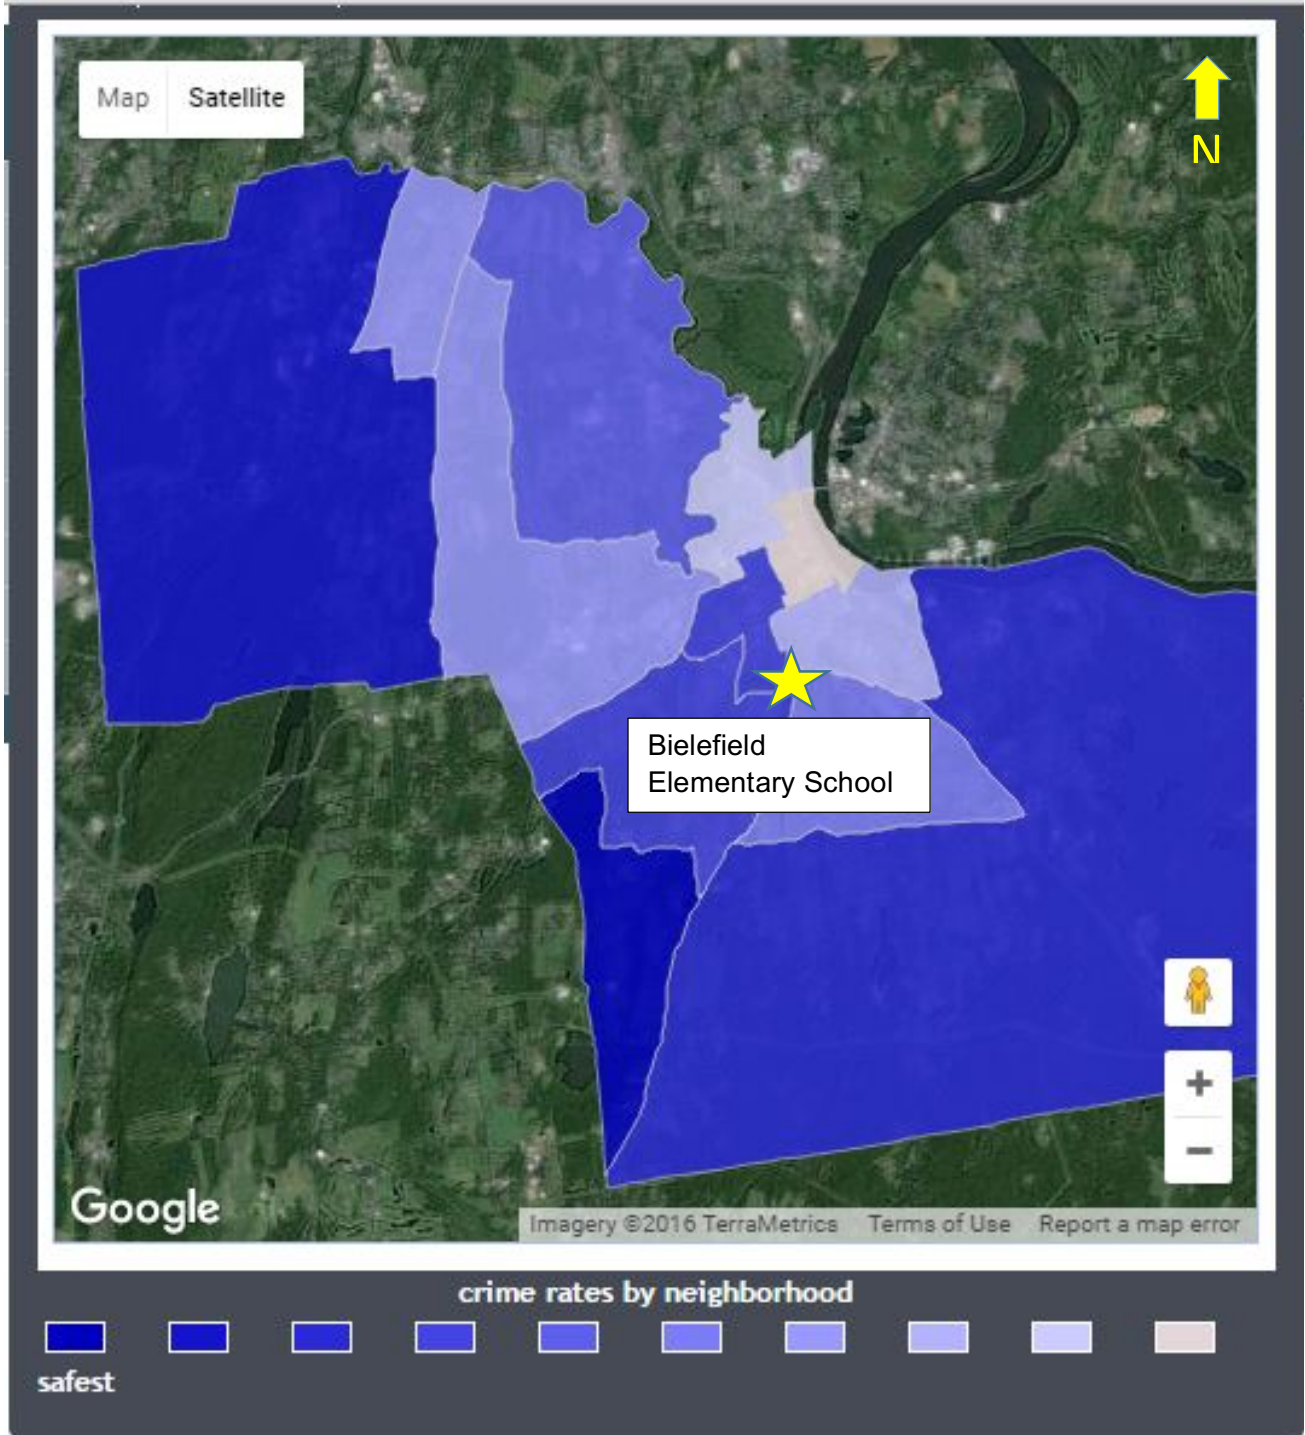 Map Satellite
N
Bielefield
Elementary School
+
−
Google
Imagery ©2016 TerraMetrics Terms of Use Report a map error
crime rates by neighborhood
safest